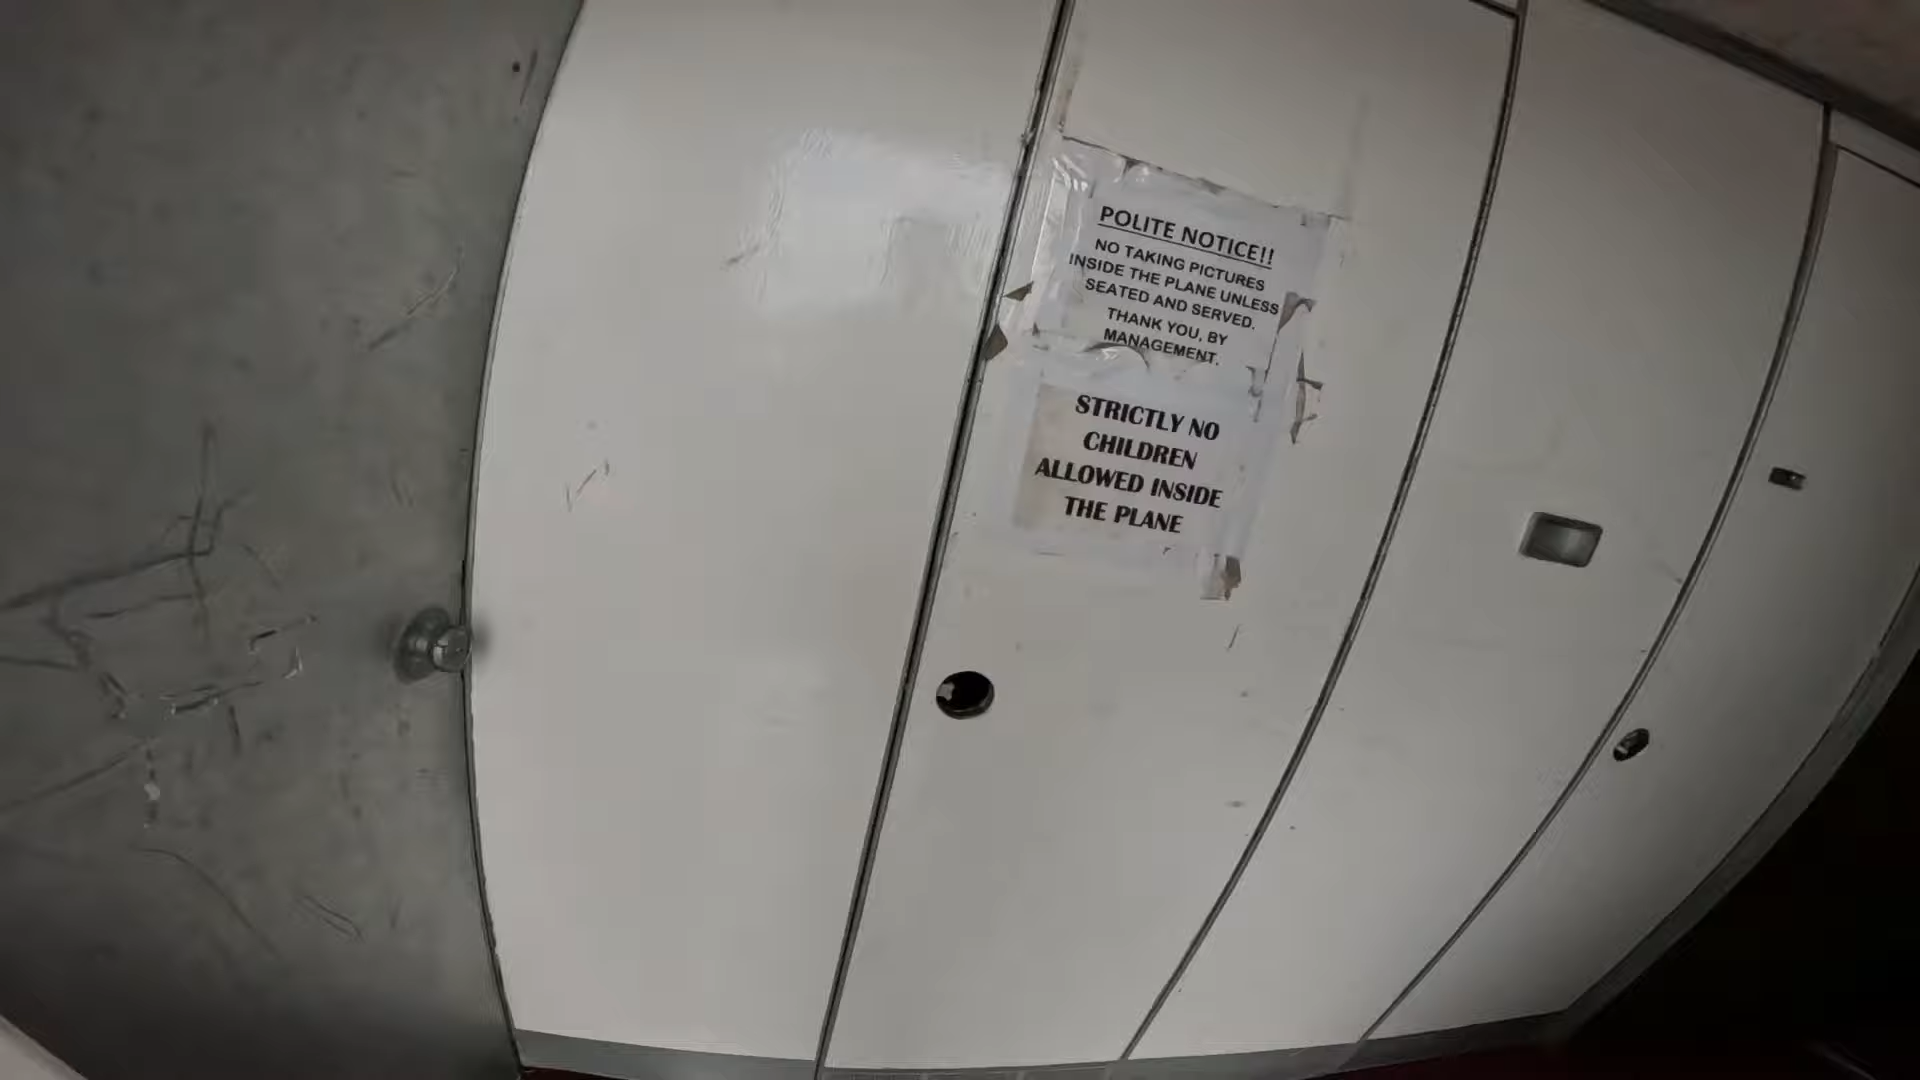 POLITE NOTICE!!
NO TAKING PICTURES
INSIDE THE PLANE UNLESS
SEATED AND SERVED.
THANK YOU, BY
MANAGEMENT.
STRICTLY NO
CHILDREN
ALLOWED INSIDE
THE PLANE